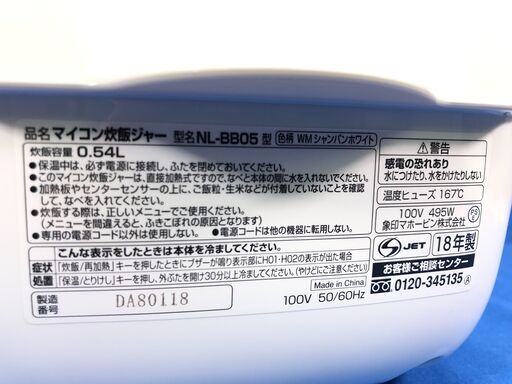 品名 マイコン炊飯ジャー 型名 NL-BB05 型 色柄 WMシャンパンホワイト
炊飯容量 0.54L
●保温中は、必ず電源に接続し、ふたを閉めておいてください。
●このマイコン炊飯ジャーは、直接加熱式ですので、なべと本体の間に水を入れないでください。
●加熱板やセンターセンサーの上に、ご飯粒・生米などが付着していないことを確認
して、なべを入れてください。
●炊飯する際は、正しいメニューでご使用ください。
(メニューを間違えると、ふきこぼれの原因となります)
●専用の電源コード以外は使用しない。 ●電源コードは他の機器に転用しない。
こんな表示をしたときは本体を冷ましてください。
症状 「炊飯/再加熱」キーを押したときにブザーが鳴り表示部にH01・H02の表示が出た場合
処置 「保温/とりけし」キーを押し、外ぶたを開け30分以上冷ましてください。(やけどにご注意ください)
製造番号 DA80118
Made in China
100V 50/60Hz
⚠警告
感電の恐れあり
水につけたり、水をかけたりしない
温度ヒューズ 167℃
100V 495W
象印マホービン株式会社
PS E
S JET 18年製
お客様ご相談センター
0120-345135 Ⓐ